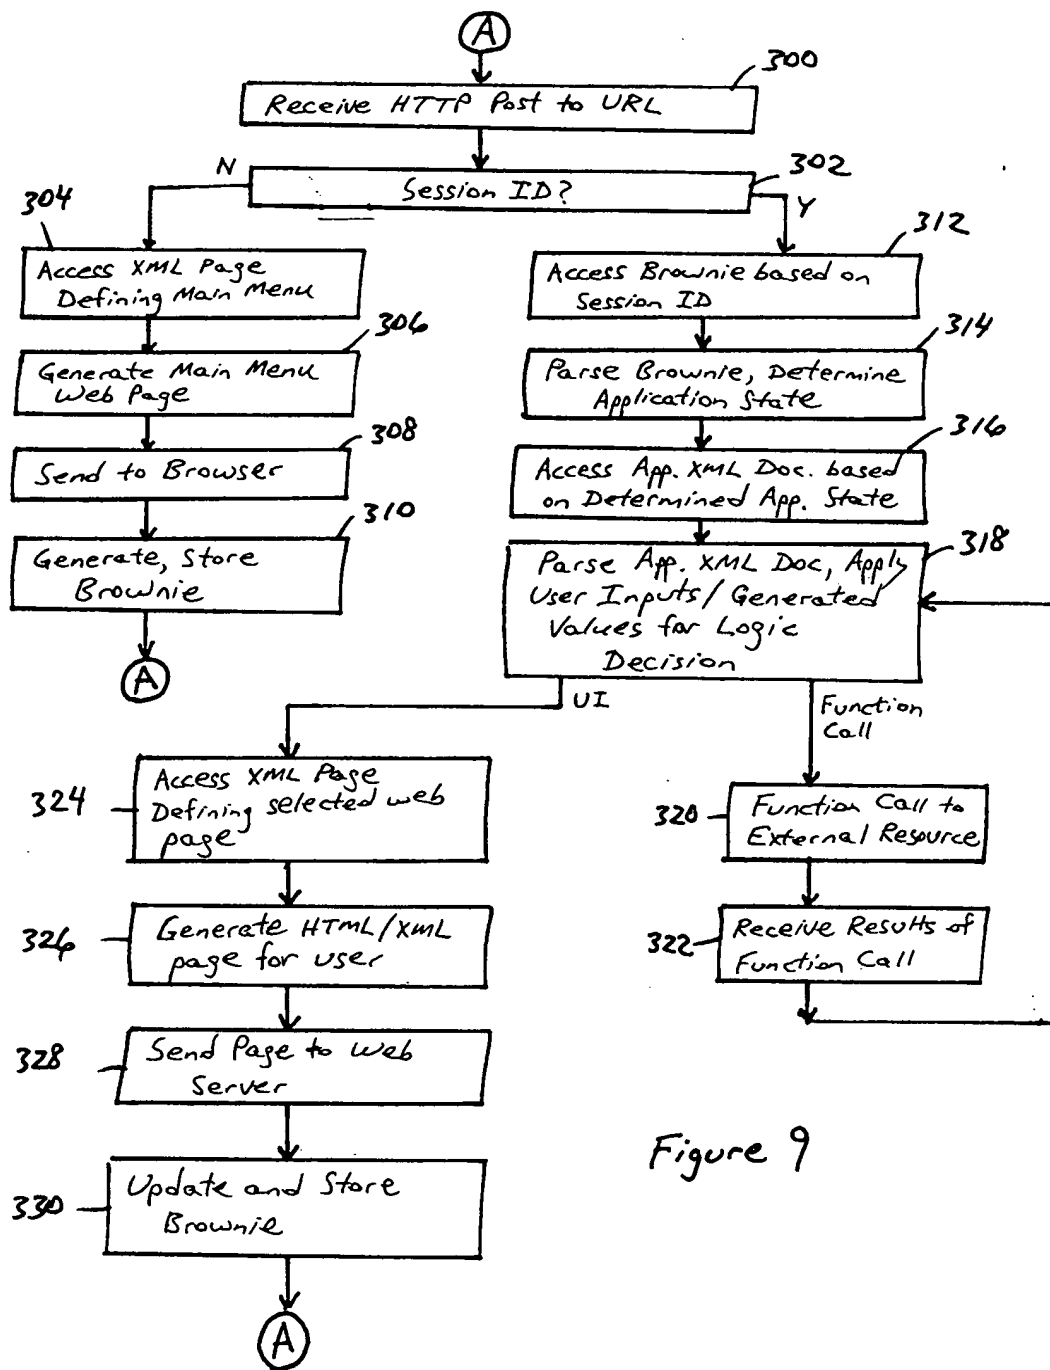 A
300
Receive HTTP Post to URL
302
N
Session ID?
Y
304
Access XML Page
Defining Main Menu
306
Generate Main Menu
Web Page
308
Send to Browser
310
Generate, Store
Brownie
A
312
Access Brownie based on
Session ID
314
Parse Brownie, Determine
Application State
316
Access App. XML Doc. based
on Determined App. State
318
Parse App. XML Doc, Apply
User Inputs/Generated
Values for Logic
Decision
UI
Function
Call
324
Access XML Page
Defining selected web
page
326
Generate HTML/XML
page for user
328
Send Page to Web
Server
330
Update and Store
Brownie
A
320
Function Call to
External Resource
322
Receive Results of
Function Call
Figure 9